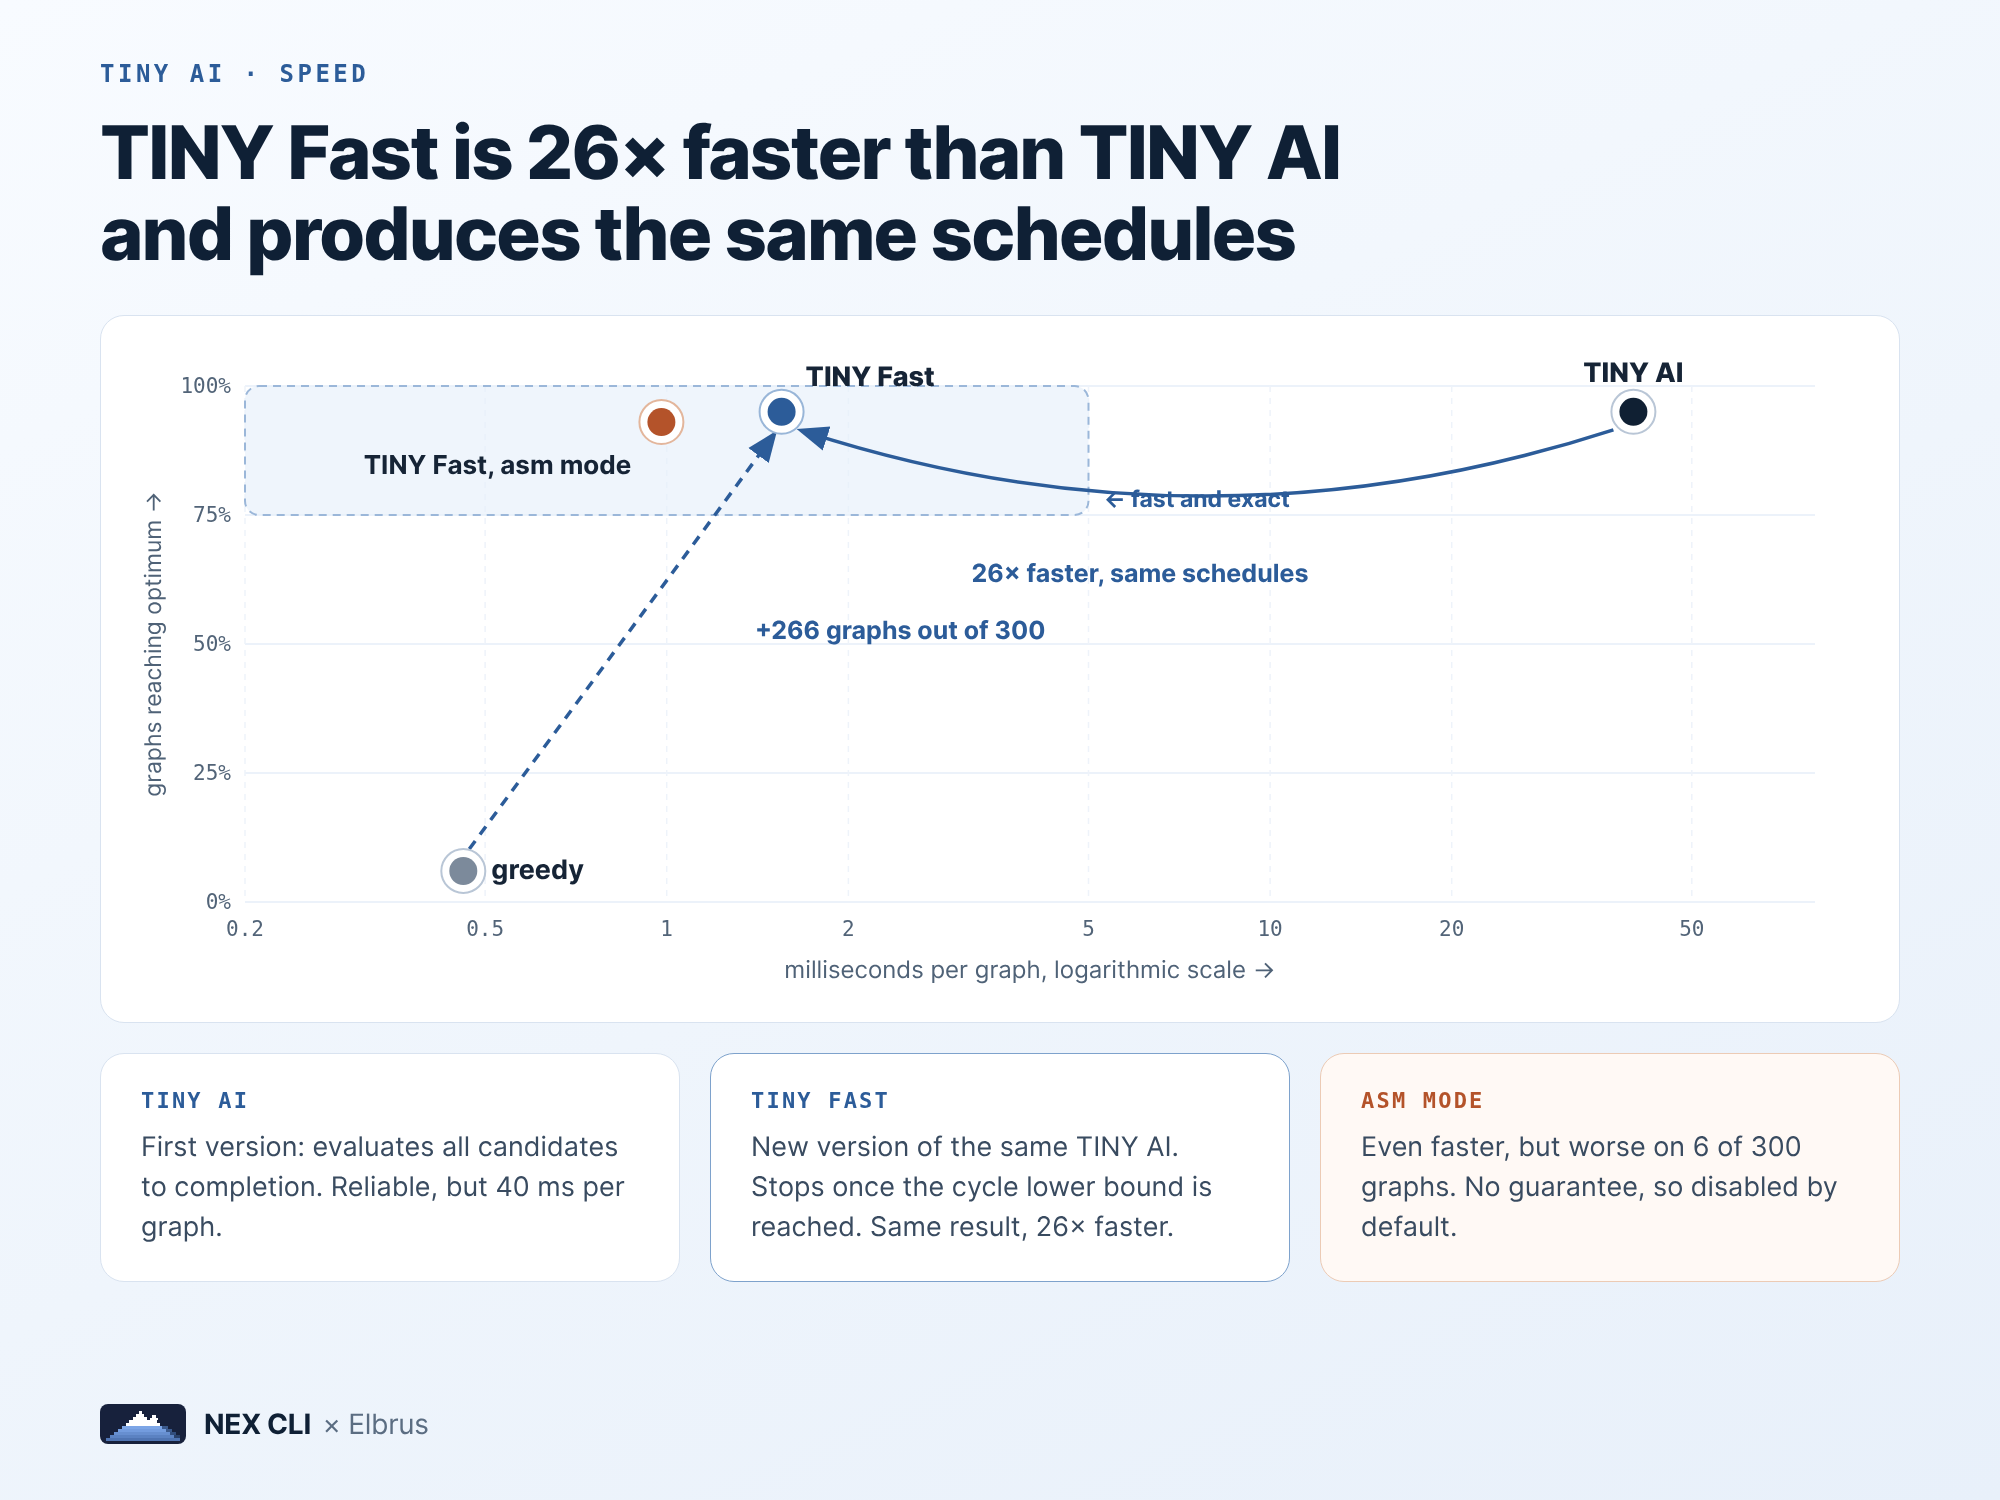 TINY AI · SPEED
TINY Fast is 26× faster than TINY AI
and produces the same schedules
TINY Fast
TINY AI
100%
TINY Fast, asm mode
← fast and exact
75%
26× faster, same schedules
+266 graphs out of 300
50%
graphs reaching optimum →
25%
greedy
0%
0.2 0.5 1 2 5 10 20 50
milliseconds per graph, logarithmic scale →
TINY AI
First version: evaluates all candidates
to completion. Reliable, but 40 ms per
graph.
TINY FAST
New version of the same TINY AI.
Stops once the cycle lower bound is
reached. Same result, 26× faster.
ASM MODE
Even faster, but worse on 6 of 300
graphs. No guarantee, so disabled by
default.
NEX CLI × Elbrus